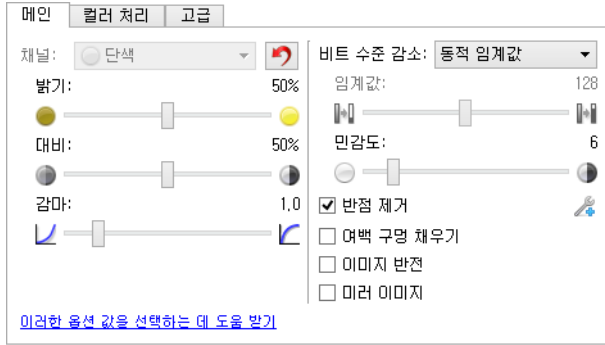 메인 컬러 처리 고급
채널: 단색
밝기: 50%
대비: 50%
감마: 1.0
이러한 옵션 값을 선택하는 데 도움 받기
비트 수준 감소: 동적 임계값
임계값: 128
민감도: 6
반점 제거
여백 구멍 채우기
이미지 반전
미러 이미지